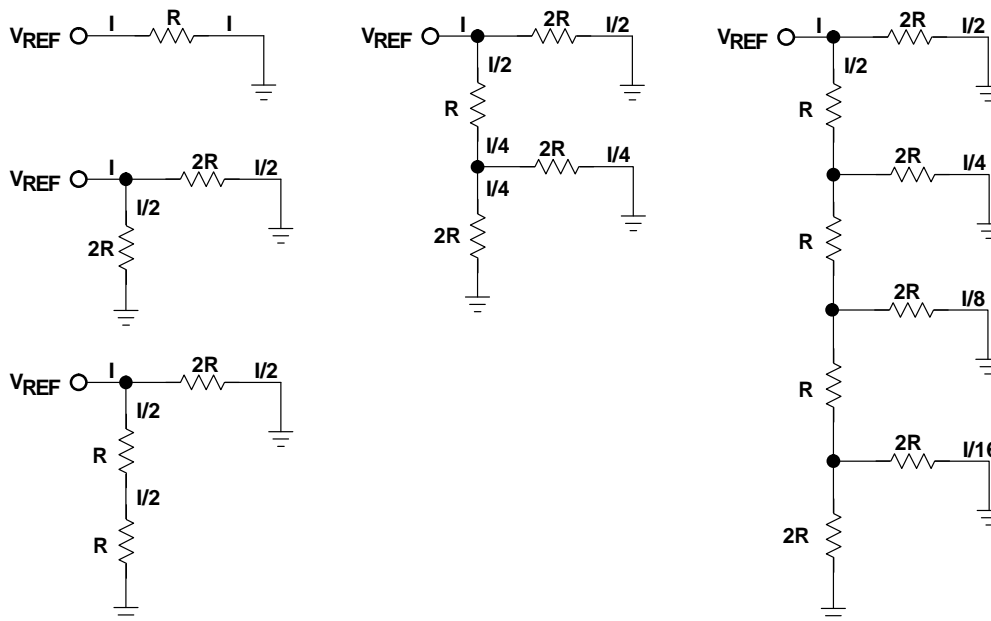 I R I
VREF
2R
I I/2
VREF
I/2
R
I/4
2R I/4
I/4
2R
I 2R I/2
VREF
I/2
2R
2R
I I/2
VREF
I/2
R
I/2
R
2R
I I/2
VREF
I/2
R
2R I/4
R
2R I/8
R
2R I/16
2R